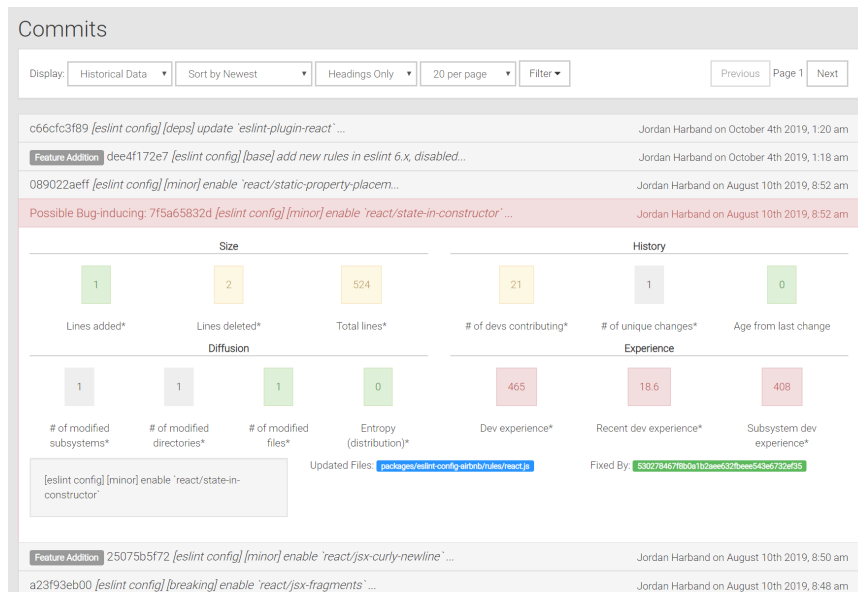 Commits
Display: Historical Data Sort by Newest Headings Only 20 per page Filter Previous Page 1 Next
c66cfc3f89 [eslint config] [deps] update `eslint-plugin-react` ... Jordan Harband on October 4th 2019, 1:20 am
Feature Addition dee4f172e7 [eslint config] [base] add new rules in eslint 6.x, disabled... Jordan Harband on October 4th 2019, 1:18 am
089022aeff [eslint config] [minor] enable `react/static-property-placem... Jordan Harband on August 10th 2019, 8:52 am
Possible Bug-inducing: 7f5a65832d [eslint config] [minor] enable `react/state-in-constructor` ... Jordan Harband on August 10th 2019, 8:52 am
Size History
1 2 524 21 1 0
Lines added* Lines deleted* Total lines* # of devs contributing* # of unique changes* Age from last change
Diffusion Experience
1 1 1 0 465 18.6 408
# of modified # of modified # of modified Entropy Dev experience* Recent dev experience* Subsystem dev
subsystems* directories* files* (distribution)* experience*
Updated Files: packages/eslint-config-airbnb/rules/react.js Fixed By: 530278467f8b0a1b2aee632fbeee543e6732ef35
[eslint config] [minor] enable `react/state-in-
constructor`
Feature Addition 25075b5f72 [eslint config] [minor] enable `react/jsx-curly-newline` ... Jordan Harband on August 10th 2019, 8:50 am
a23f93eb00 [eslint config] [breaking] enable `react/jsx-fragments` ... Jordan Harband on August 10th 2019, 8:48 am